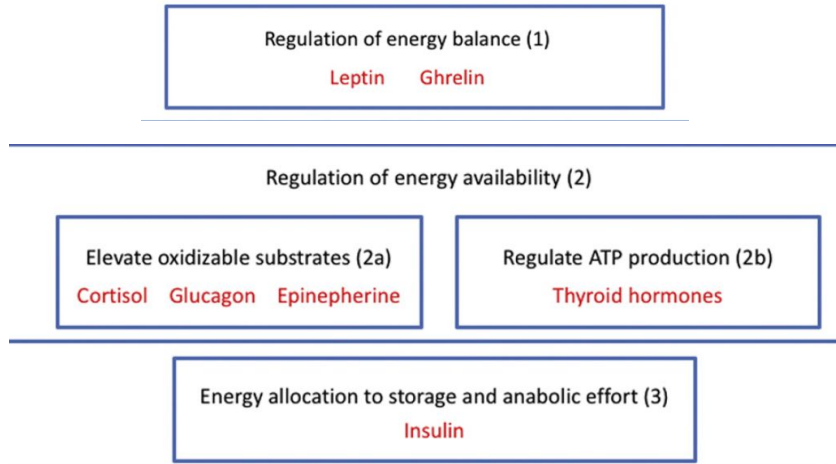 Regulation of energy balance (1)
Leptin Ghrelin
Regulation of energy availability (2)
Elevate oxidizable substrates (2a)
Cortisol Glucagon Epinepherine
Regulate ATP production (2b)
Thyroid hormones
Energy allocation to storage and anabolic effort (3)
Insulin